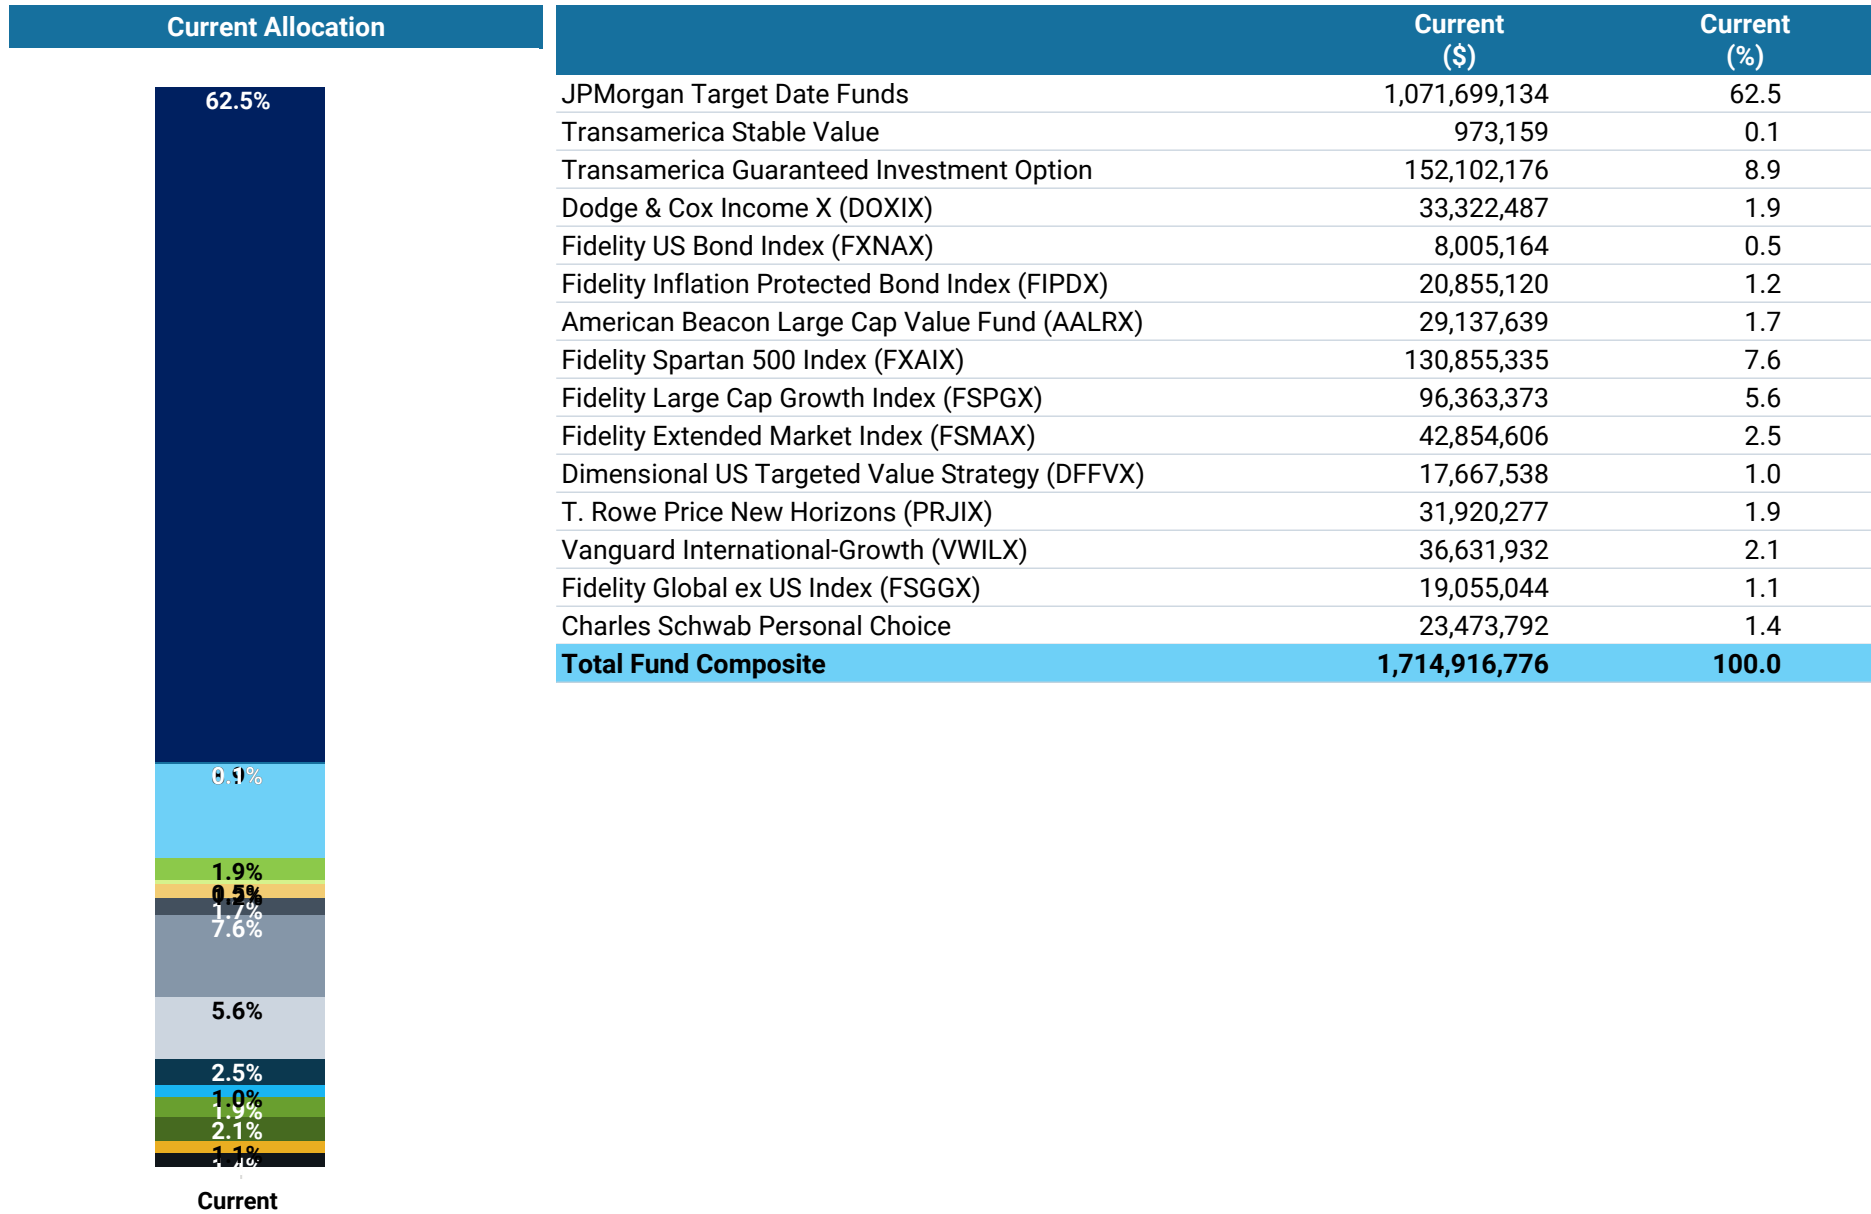 Current Allocation
62.5%
1.9%
1.7%
7.6%
5.6%
2.5%
1.0%
1.9%
2.1%
1.1%
Current
Current Current
($) (%)
JPMorgan Target Date Funds 1,071,699,134 62.5
Transamerica Stable Value 973,159 0.1
Transamerica Guaranteed Investment Option 152,102,176 8.9
Dodge & Cox Income X (DOXIX) 33,322,487 1.9
Fidelity US Bond Index (FXNAX) 8,005,164 0.5
Fidelity Inflation Protected Bond Index (FIPDX) 20,855,120 1.2
American Beacon Large Cap Value Fund (AALRX) 29,137,639 1.7
Fidelity Spartan 500 Index (FXAIX) 130,855,335 7.6
Fidelity Large Cap Growth Index (FSPGX) 96,363,373 5.6
Fidelity Extended Market Index (FSMAX) 42,854,606 2.5
Dimensional US Targeted Value Strategy (DFFVX) 17,667,538 1.0
T. Rowe Price New Horizons (PRJIX) 31,920,277 1.9
Vanguard International-Growth (VWILX) 36,631,932 2.1
Fidelity Global ex US Index (FSGGX) 19,055,044 1.1
Charles Schwab Personal Choice 23,473,792 1.4
Total Fund Composite 1,714,916,776 100.0